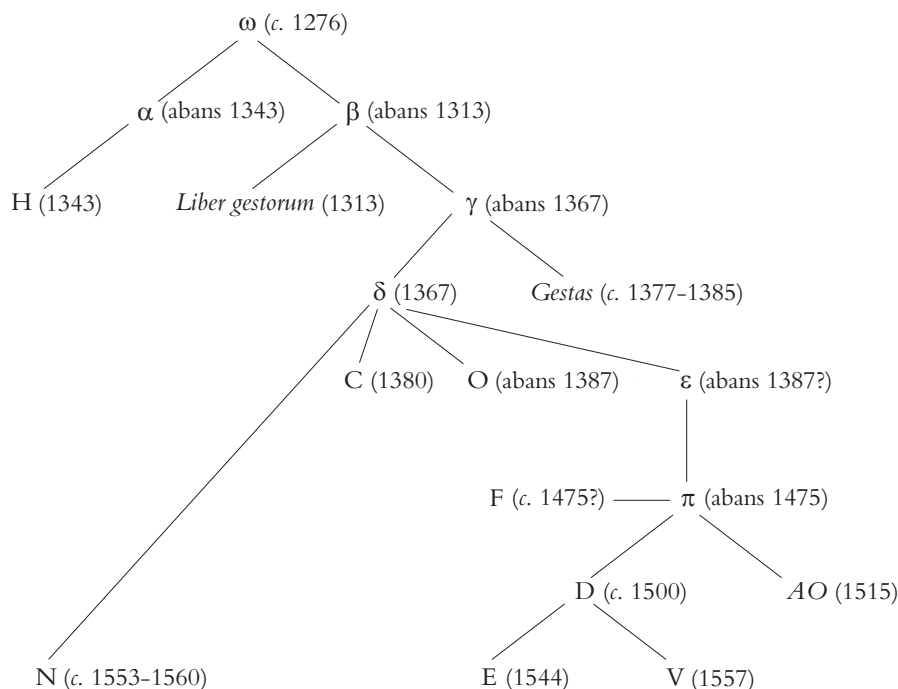 ω (c. 1276)
α (abans 1343) β (abans 1313)
H (1343) Liber gestorum (1313) γ (abans 1367)
δ (1367) Gestas (c. 1377-1385)
C (1380) O (abans 1387) ε (abans 1387?)
F (c. 1475?) π (abans 1475)
D (c. 1500) AO (1515)
N (c. 1553-1560) E (1544) V (1557)